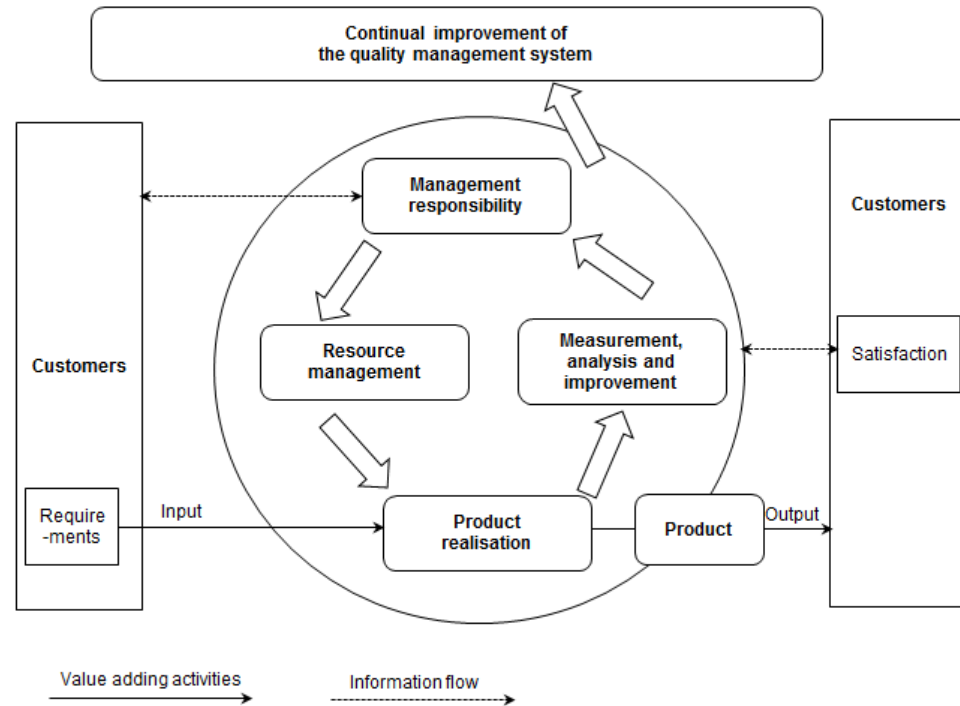 Continual improvement of
the quality management system
Management
responsibility
Customers
Customers
Resource
management
Measurement,
analysis and
improvement
Satisfaction
Require
-ments
Input
Product
realisation
Product
Output
Value adding activities
Information flow